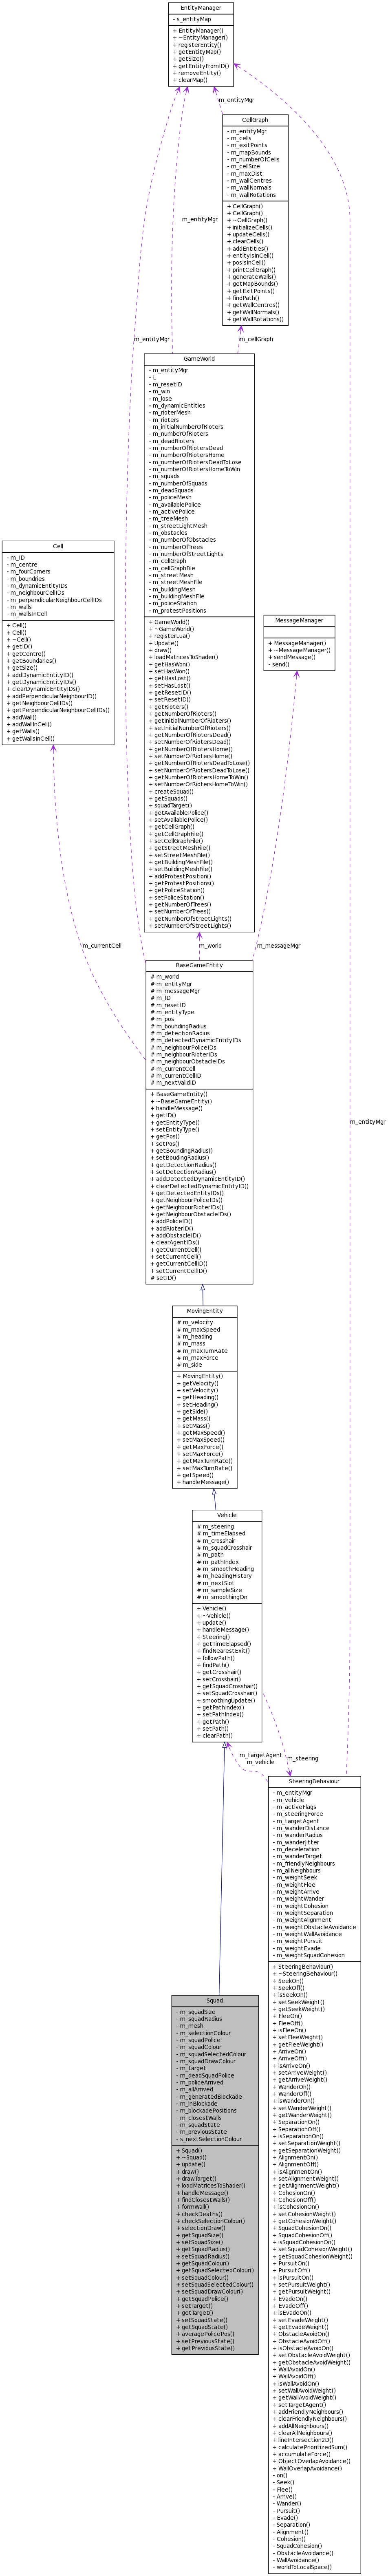 EntityManager
- s_entityMap
+ EntityManager()
+ ~EntityManager()
+ registerEntity()
+ getEntityMap()
+ getSize()
+ getEntityFromID()
+ removeEntity()
+ clearMap()
m_entityMgr
CellGraph
- m_entityMgr
- m_cells
- m_exitPoints
- m_mapBounds
- m_numberOfCells
- m_cellSize
- m_maxDist
- m_wallCentres
- m_wallNormals
- m_wallRotations
+ CellGraph()
+ CellGraph()
+ ~CellGraph()
+ initializeCells()
+ updateCells()
+ clearCells()
+ addEntities()
+ entityIsInCell()
+ posIsInCell()
+ printCellGraph()
+ generateWalls()
+ getMapBounds()
+ getExitPoints()
+ findPath()
+ getWallCentres()
+ getWallNormals()
+ getWallRotations()
m_entityMgr
m_entityMgr
m_cellGraph
GameWorld
- m_entityMgr
- L
- m_resetID
- m_win
- m_lose
- m_dynamicEntities
- m_rioterMesh
- m_rioters
- m_initialNumberOfRioters
- m_numberOfRioters
- m_deadRioters
- m_numberOfRiotersDead
- m_numberOfRiotersHome
- m_numberOfRiotersDeadToLose
- m_numberOfRiotersHomeToWin
- m_squads
- m_numberOfSquads
- m_deadSquads
- m_policeMesh
- m_availablePolice
- m_activePolice
- m_treeMesh
- m_streetLightMesh
- m_obstacles
- m_numberOfObstacles
- m_numberOfTrees
- m_numberOfStreetLights
- m_cellGraph
- m_cellGraphFile
- m_streetMesh
- m_streetMeshFile
- m_buildingMesh
- m_buildingMeshFile
- m_policeStation
- m_protestPositions
+ GameWorld()
+ ~GameWorld()
+ registerLua()
+ Update()
+ draw()
+ loadMatricesToShader()
+ getHasWon()
+ setHasWon()
+ getHasLost()
+ setHasLost()
+ getResetID()
+ setResetID()
+ getRioters()
+ getNumberOfRioters()
+ getInitialNumberOfRioters()
+ setInitialNumberOfRioters()
+ getNumberOfRiotersDead()
+ setNumberOfRiotersDead()
+ getNumberOfRiotersHome()
+ setNumberOfRiotersHome()
+ getNumberOfRiotersDeadToLose()
+ setNumberOfRiotersDeadToLose()
+ getNumberOfRiotersHomeToWin()
+ setNumberOfRiotersHomeToWin()
+ createSquad()
+ getSquads()
+ squadTarget()
+ getAvailablePolice()
+ setAvailablePolice()
+ getCellGraph()
+ getCellGraphFile()
+ setCellGraphFile()
+ getStreetMeshFile()
+ setStreetMeshFile()
+ getBuildingMeshFile()
+ setBuildingMeshFile()
+ addProtestPosition()
+ getProtestPositions()
+ getPoliceStation()
+ setPoliceStation()
+ getNumberOfTrees()
+ setNumberOfTrees()
+ getNumberOfStreetLights()
+ setNumberOfStreetLights()
Cell
- m_ID
- m_centre
- m_fourCorners
- m_boundries
- m_dynamicEntityIDs
- m_neighbourCellIDs
- m_perpendicularNeighbourCellIDs
- m_walls
- m_wallsInCell
+ Cell()
+ Cell()
+ ~Cell()
+ getID()
+ getCentre()
+ getBoundaries()
+ getSize()
+ addDynamicEntityID()
+ getDynamicEntityIDs()
+ clearDynamicEntityIDs()
+ addPerpendicularNeighbourID()
+ getNeighbourCellIDs()
+ getPerpendicularNeighbourCellIDs()
+ addWall()
+ addWallInCell()
+ getWalls()
+ getWallsInCell()
MessageManager
+ MessageManager()
+ ~MessageManager()
+ sendMessage()
- send()
m_currentCell
m_world
m_messageMgr
BaseGameEntity
# m_world
# m_entityMgr
# m_messageMgr
# m_ID
# m_resetID
# m_entityType
# m_pos
# m_boundingRadius
# m_detectionRadius
# m_detectedDynamicEntityIDs
# m_neighbourPoliceIDs
# m_neighbourRioterIDs
# m_neighbourObstacleIDs
# m_currentCell
# m_currentCellID
# m_nextValidID
+ BaseGameEntity()
+ ~BaseGameEntity()
+ handleMessage()
+ getID()
+ getEntityType()
+ setEntityType()
+ getPos()
+ setPos()
+ getBoundingRadius()
+ setBoudingRadius()
+ getDetectionRadius()
+ setDetectionRadius()
+ addDetectedDynamicEntityID()
+ clearDetectedDynamicEntityID()
+ getDetectedEntityIDs()
+ getNeighbourPoliceIDs()
+ getNeighbourRioterIDs()
+ getNeighbourObstacleIDs()
+ addPoliceID()
+ addRioterID()
+ addObstacleID()
+ clearAgentIDs()
+ getCurrentCell()
+ setCurrentCell()
+ getCurrentCellID()
+ setCurrentCellID()
# setID()
m_entityMgr
MovingEntity
# m_velocity
# m_maxSpeed
# m_heading
# m_mass
# m_maxTurnRate
# m_maxForce
# m_side
+ MovingEntity()
+ getVelocity()
+ setVelocity()
+ getHeading()
+ setHeading()
+ getSide()
+ getMass()
+ setMass()
+ getMaxSpeed()
+ setMaxSpeed()
+ getMaxForce()
+ setMaxForce()
+ getMaxTurnRate()
+ setMaxTurnRate()
+ getSpeed()
+ handleMessage()
Vehicle
# m_steering
# m_timeElapsed
# m_crosshair
# m_squadCrosshair
# m_path
# m_pathIndex
# m_smoothHeading
# m_headingHistory
# m_nextSlot
# m_sampleSize
# m_smoothingOn
+ Vehicle()
+ ~Vehicle()
+ update()
+ handleMessage()
+ Steering()
+ getTimeElapsed()
+ findNearestExit()
+ followPath()
+ findPath()
+ getCrosshair()
+ setCrosshair()
+ getSquadCrosshair()
+ setSquadCrosshair()
+ smoothingUpdate()
+ getPathIndex()
+ setPathIndex()
+ getPath()
+ setPath()
+ clearPath()
m_targetAgent
m_vehicle
m_steering
SteeringBehaviour
- m_entityMgr
- m_vehicle
- m_activeFlags
- m_steeringForce
- m_targetAgent
- m_wanderDistance
- m_wanderRadius
- m_wanderJitter
- m_deceleration
- m_wanderTarget
- m_friendlyNeighbours
- m_allNeighbours
- m_weightSeek
- m_weightFlee
- m_weightArrive
- m_weightWander
- m_weightCohesion
- m_weightSeparation
- m_weightAlignment
- m_weightObstacleAvoidance
- m_weightWallAvoidance
- m_weightPursuit
- m_weightEvade
- m_weightSquadCohesion
+ SteeringBehaviour()
+ ~SteeringBehaviour()
+ SeekOn()
+ SeekOff()
+ isSeekOn()
+ setSeekWeight()
+ getSeekWeight()
+ FleeOn()
+ FleeOff()
+ isFleeOn()
+ setFleeWeight()
+ getFleeWeight()
+ ArriveOn()
+ ArriveOff()
+ isArriveOn()
+ setArriveWeight()
+ getArriveWeight()
+ WanderOn()
+ WanderOff()
+ isWanderOn()
+ setWanderWeight()
+ getWanderWeight()
+ SeparationOn()
+ SeparationOff()
+ isSeparationOn()
+ setSeparationWeight()
+ getSeparationWeight()
+ AlignmentOn()
+ AlignmentOff()
+ isAlignmentOn()
+ setAlignmentWeight()
+ getAlignmentWeight()
+ CohesionOn()
+ CohesionOff()
+ isCohesionOn()
+ setCohesionWeight()
+ getCohesionWeight()
+ SquadCohesionOn()
+ SquadCohesionOff()
+ isSquadCohesionOn()
+ setSquadCohesionWeight()
+ getSquadCohesionWeight()
+ PursuitOn()
+ PursuitOff()
+ isPursuitOn()
+ setPursuitWeight()
+ getPursuitWeight()
+ EvadeOn()
+ EvadeOff()
+ isEvadeOn()
+ setEvadeWeight()
+ getEvadeWeight()
+ ObstacleAvoidOn()
+ ObstacleAvoidOff()
+ isObstacleAvoidOn()
+ setObstacleAvoidWeight()
+ getObstacleAvoidWeight()
+ WallAvoidOn()
+ WallAvoidOff()
+ isWallAvoidOn()
+ setWallAvoidWeight()
+ getWallAvoidWeight()
+ setTargetAgent()
+ addFriendlyNeighbours()
+ clearFriendlyNeighbours()
+ addAllNeighbours()
+ clearAllNeighbours()
+ lineIntersection2D()
+ calculatePrioritizedSum()
+ accumulateForce()
+ ObjectOverlapAvoidance()
+ WallOverlapAvoidance()
- on()
- Seek()
- Flee()
- Arrive()
- Wander()
- Pursuit()
- Evade()
- Separation()
- Alignment()
- Cohesion()
- SquadCohesion()
- ObstacleAvoidance()
- WallAvoidance()
- worldToLocalSpace()
Squad
- m_squadSize
- m_squadRadius
- m_mesh
- m_selectionColour
- m_squadPolice
- m_squadColour
- m_squadSelectedColour
- m_squadDrawColour
- m_target
- m_deadSquadPolice
- m_policeArrived
- m_allArrived
- m_generatedBlockade
- m_inBlockade
- m_blockadePositions
- m_closestWalls
- m_squadState
- m_previousState
- s_nextSelectionColour
+ Squad()
+ ~Squad()
+ update()
+ draw()
+ drawTarget()
+ loadMatricesToShader()
+ handleMessage()
+ findClosestWalls()
+ formWall()
+ checkDeaths()
+ checkSelectionColour()
+ selectionDraw()
+ getSquadSize()
+ setSquadSize()
+ getSquadRadius()
+ setSquadRadius()
+ getSquadColour()
+ getSquadSelectedColour()
+ setSquadColour()
+ setSquadSelectedColour()
+ setSquadDrawColour()
+ getSquadPolice()
+ setTarget()
+ getTarget()
+ setSquadState()
+ getSquadState()
+ averagePolicePos()
+ setPreviousState()
+ getPreviousState()